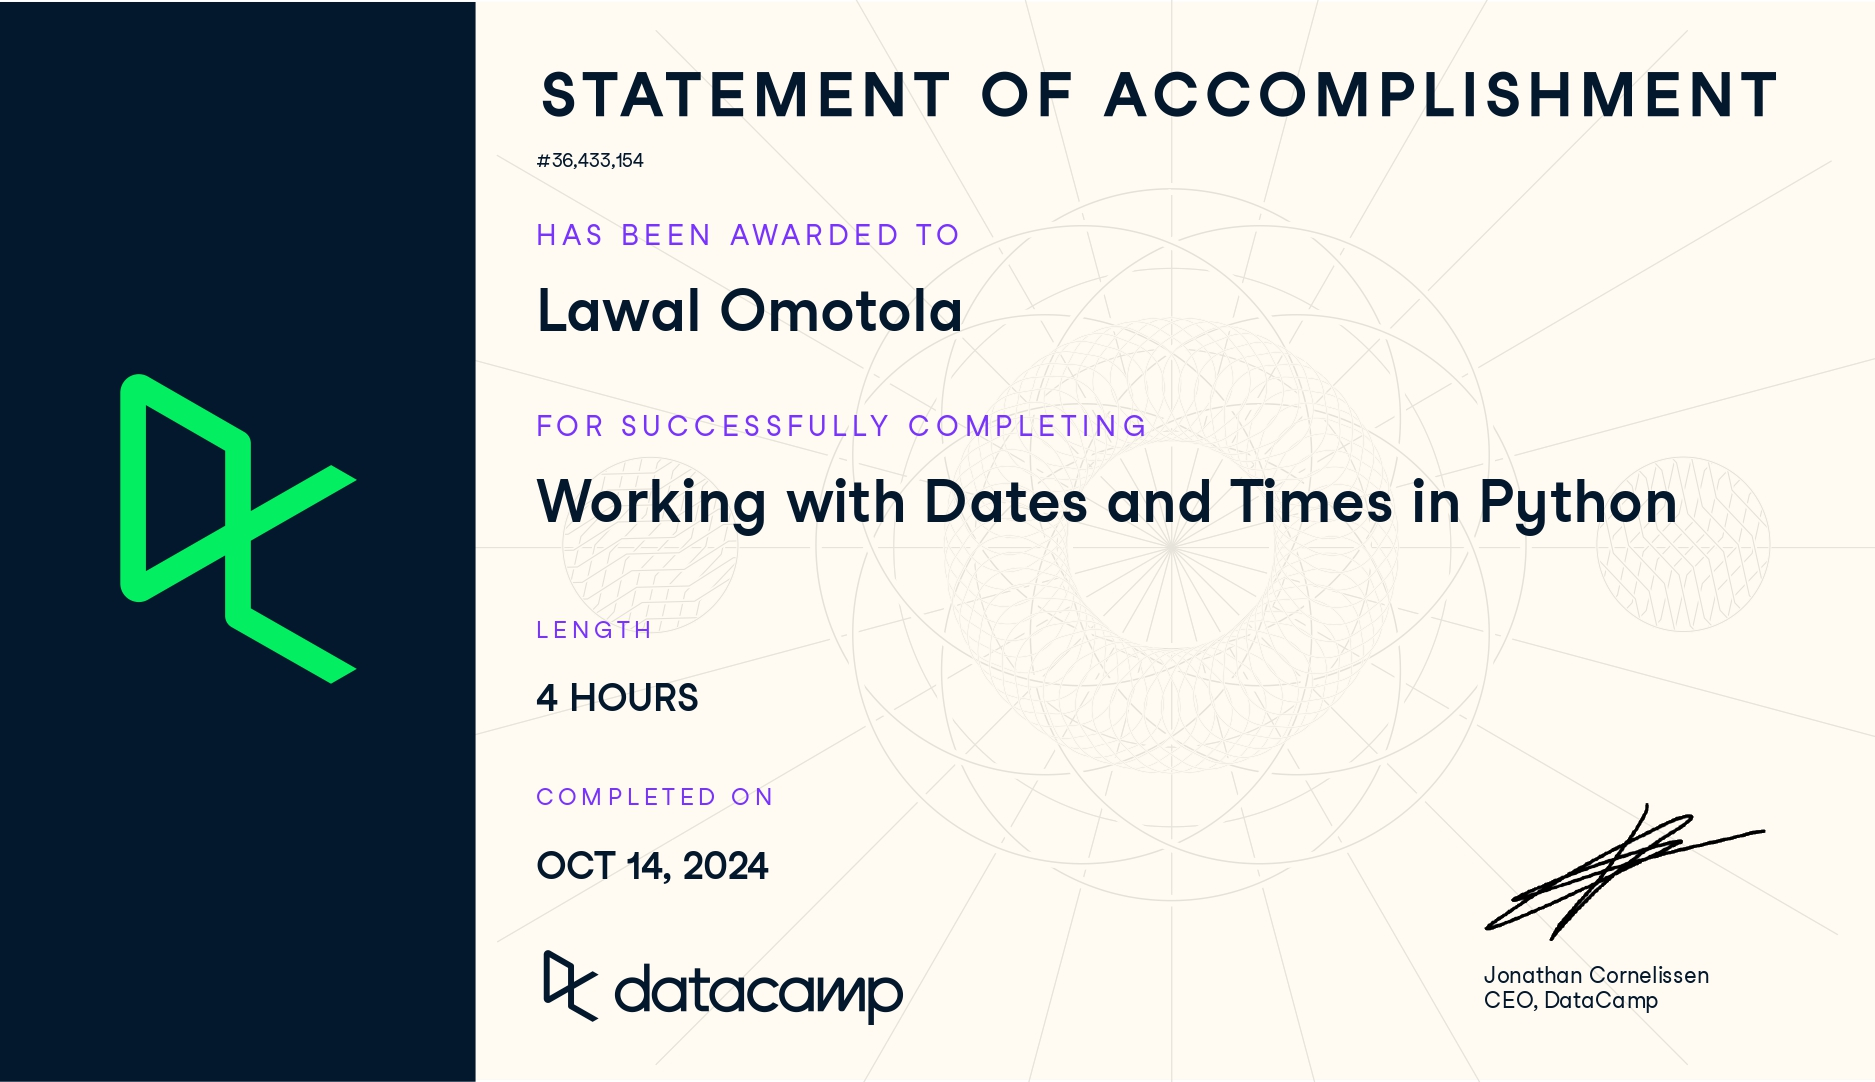 STATEMENT OF ACCOMPLISHMENT
#36,433,154
HAS BEEN AWARDED TO
Lawal Omotola
FOR SUCCESSFULLY COMPLETING
Working with Dates and Times in Python
LENGTH
4 HOURS
COMPLETED ON
OCT 14, 2024
datacamp
Jonathan Cornelissen
CEO, DataCamp